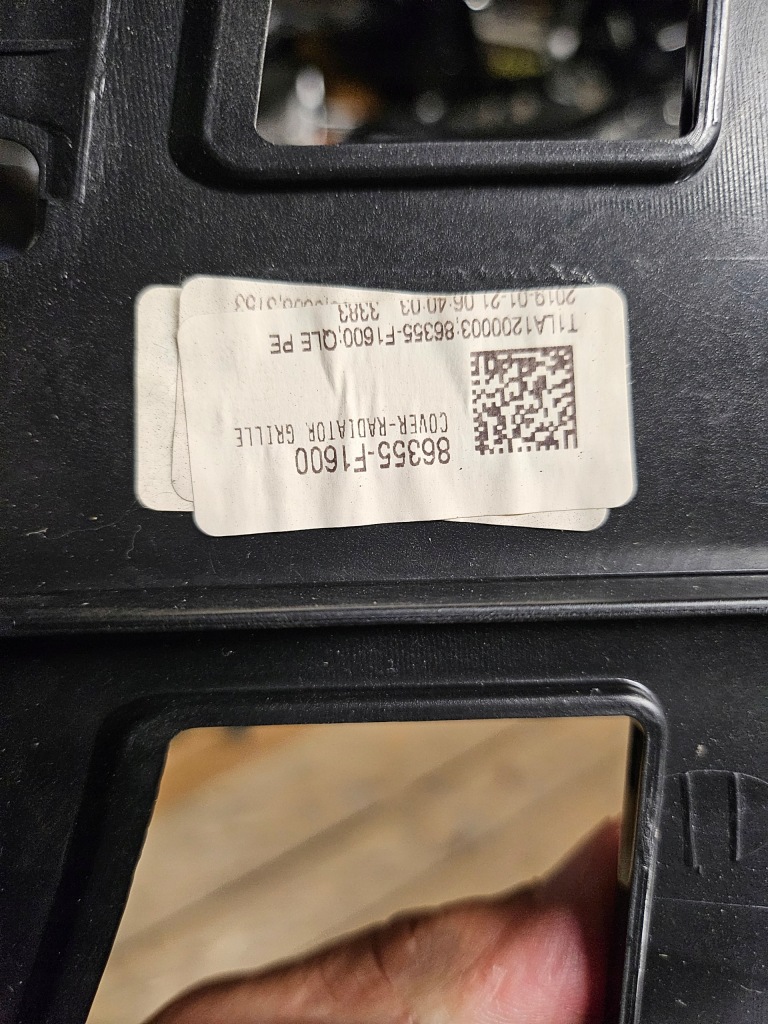 86355-F1600
COVER-RADIATOR GRILLE
T1LA1200003;86355-F1600;QLE PE
2019-01-21 06:40:03 3383